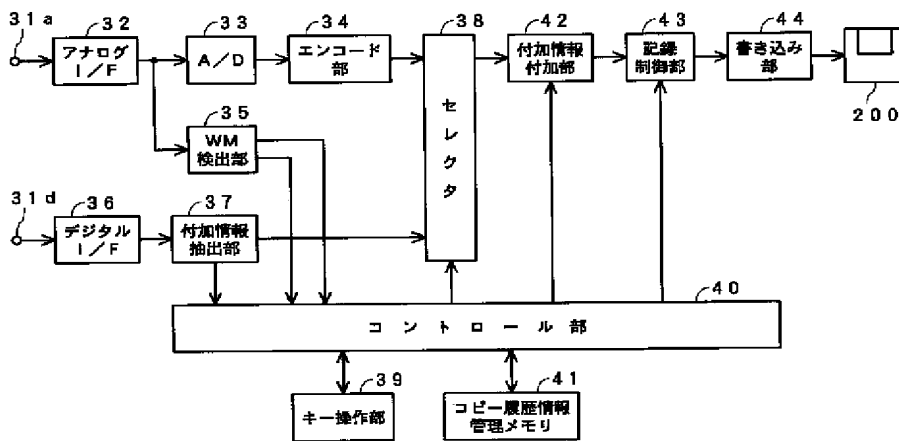 31a
32
アナログ
I/F
33
A/D
34
エンコード
部
35
WM
検出部
38
セレクタ
42
付加情報
付加部
43
記録
制御部
44
書き込み
部
200
31d
36
デジタル
I/F
37
付加情報
抽出部
40
コントロール部
39
キー操作部
41
コピー履歴情報
管理メモリ